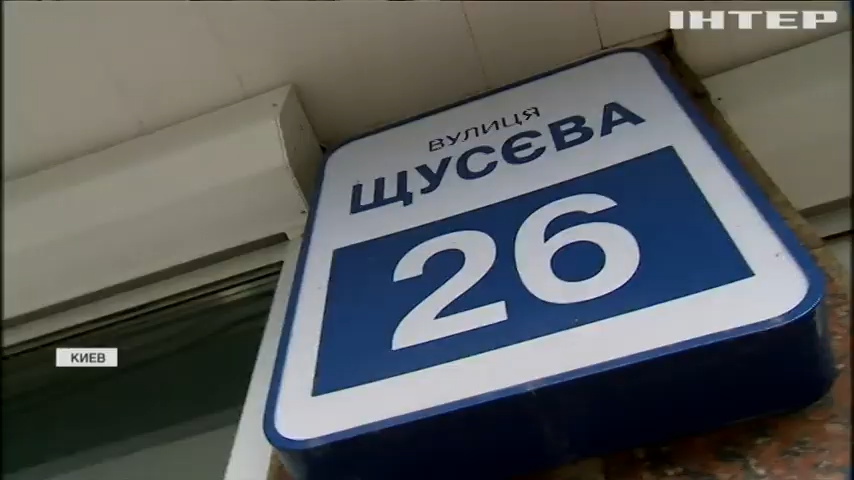 ІНТЕР
ВУЛИЦЯ
ЩУСЄВА
26
КИЕВ